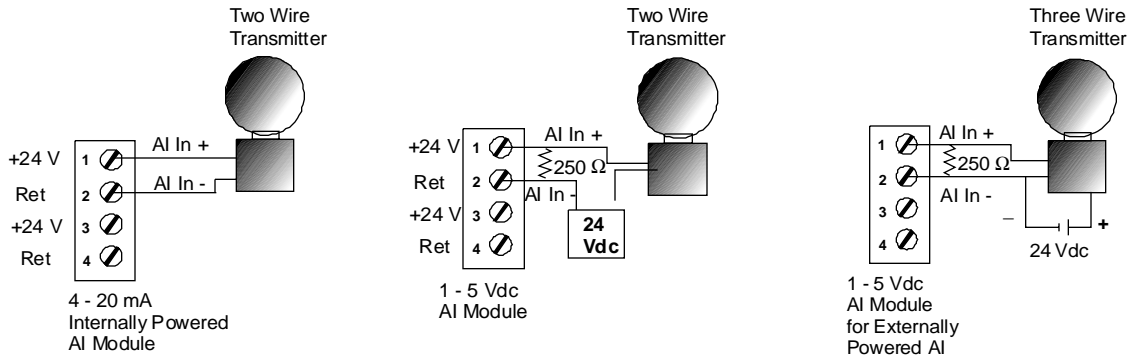 Two Wire
Transmitter
AI In +
+24 V
1
Ret
2
AI In -
+24 V
3
Ret
4
4 - 20 mA
Internally Powered
AI Module
Two Wire
Transmitter
AI In +
+24 V
1
250 Ω
Ret
2
AI In -
+24 V
3
24
Vdc
Ret
4
1 - 5 Vdc
AI Module
Three Wire
Transmitter
AI In +
1
250 Ω
2
AI In -
3
– +
4
24 Vdc
1 - 5 Vdc
AI Module
for Externally
Powered AI